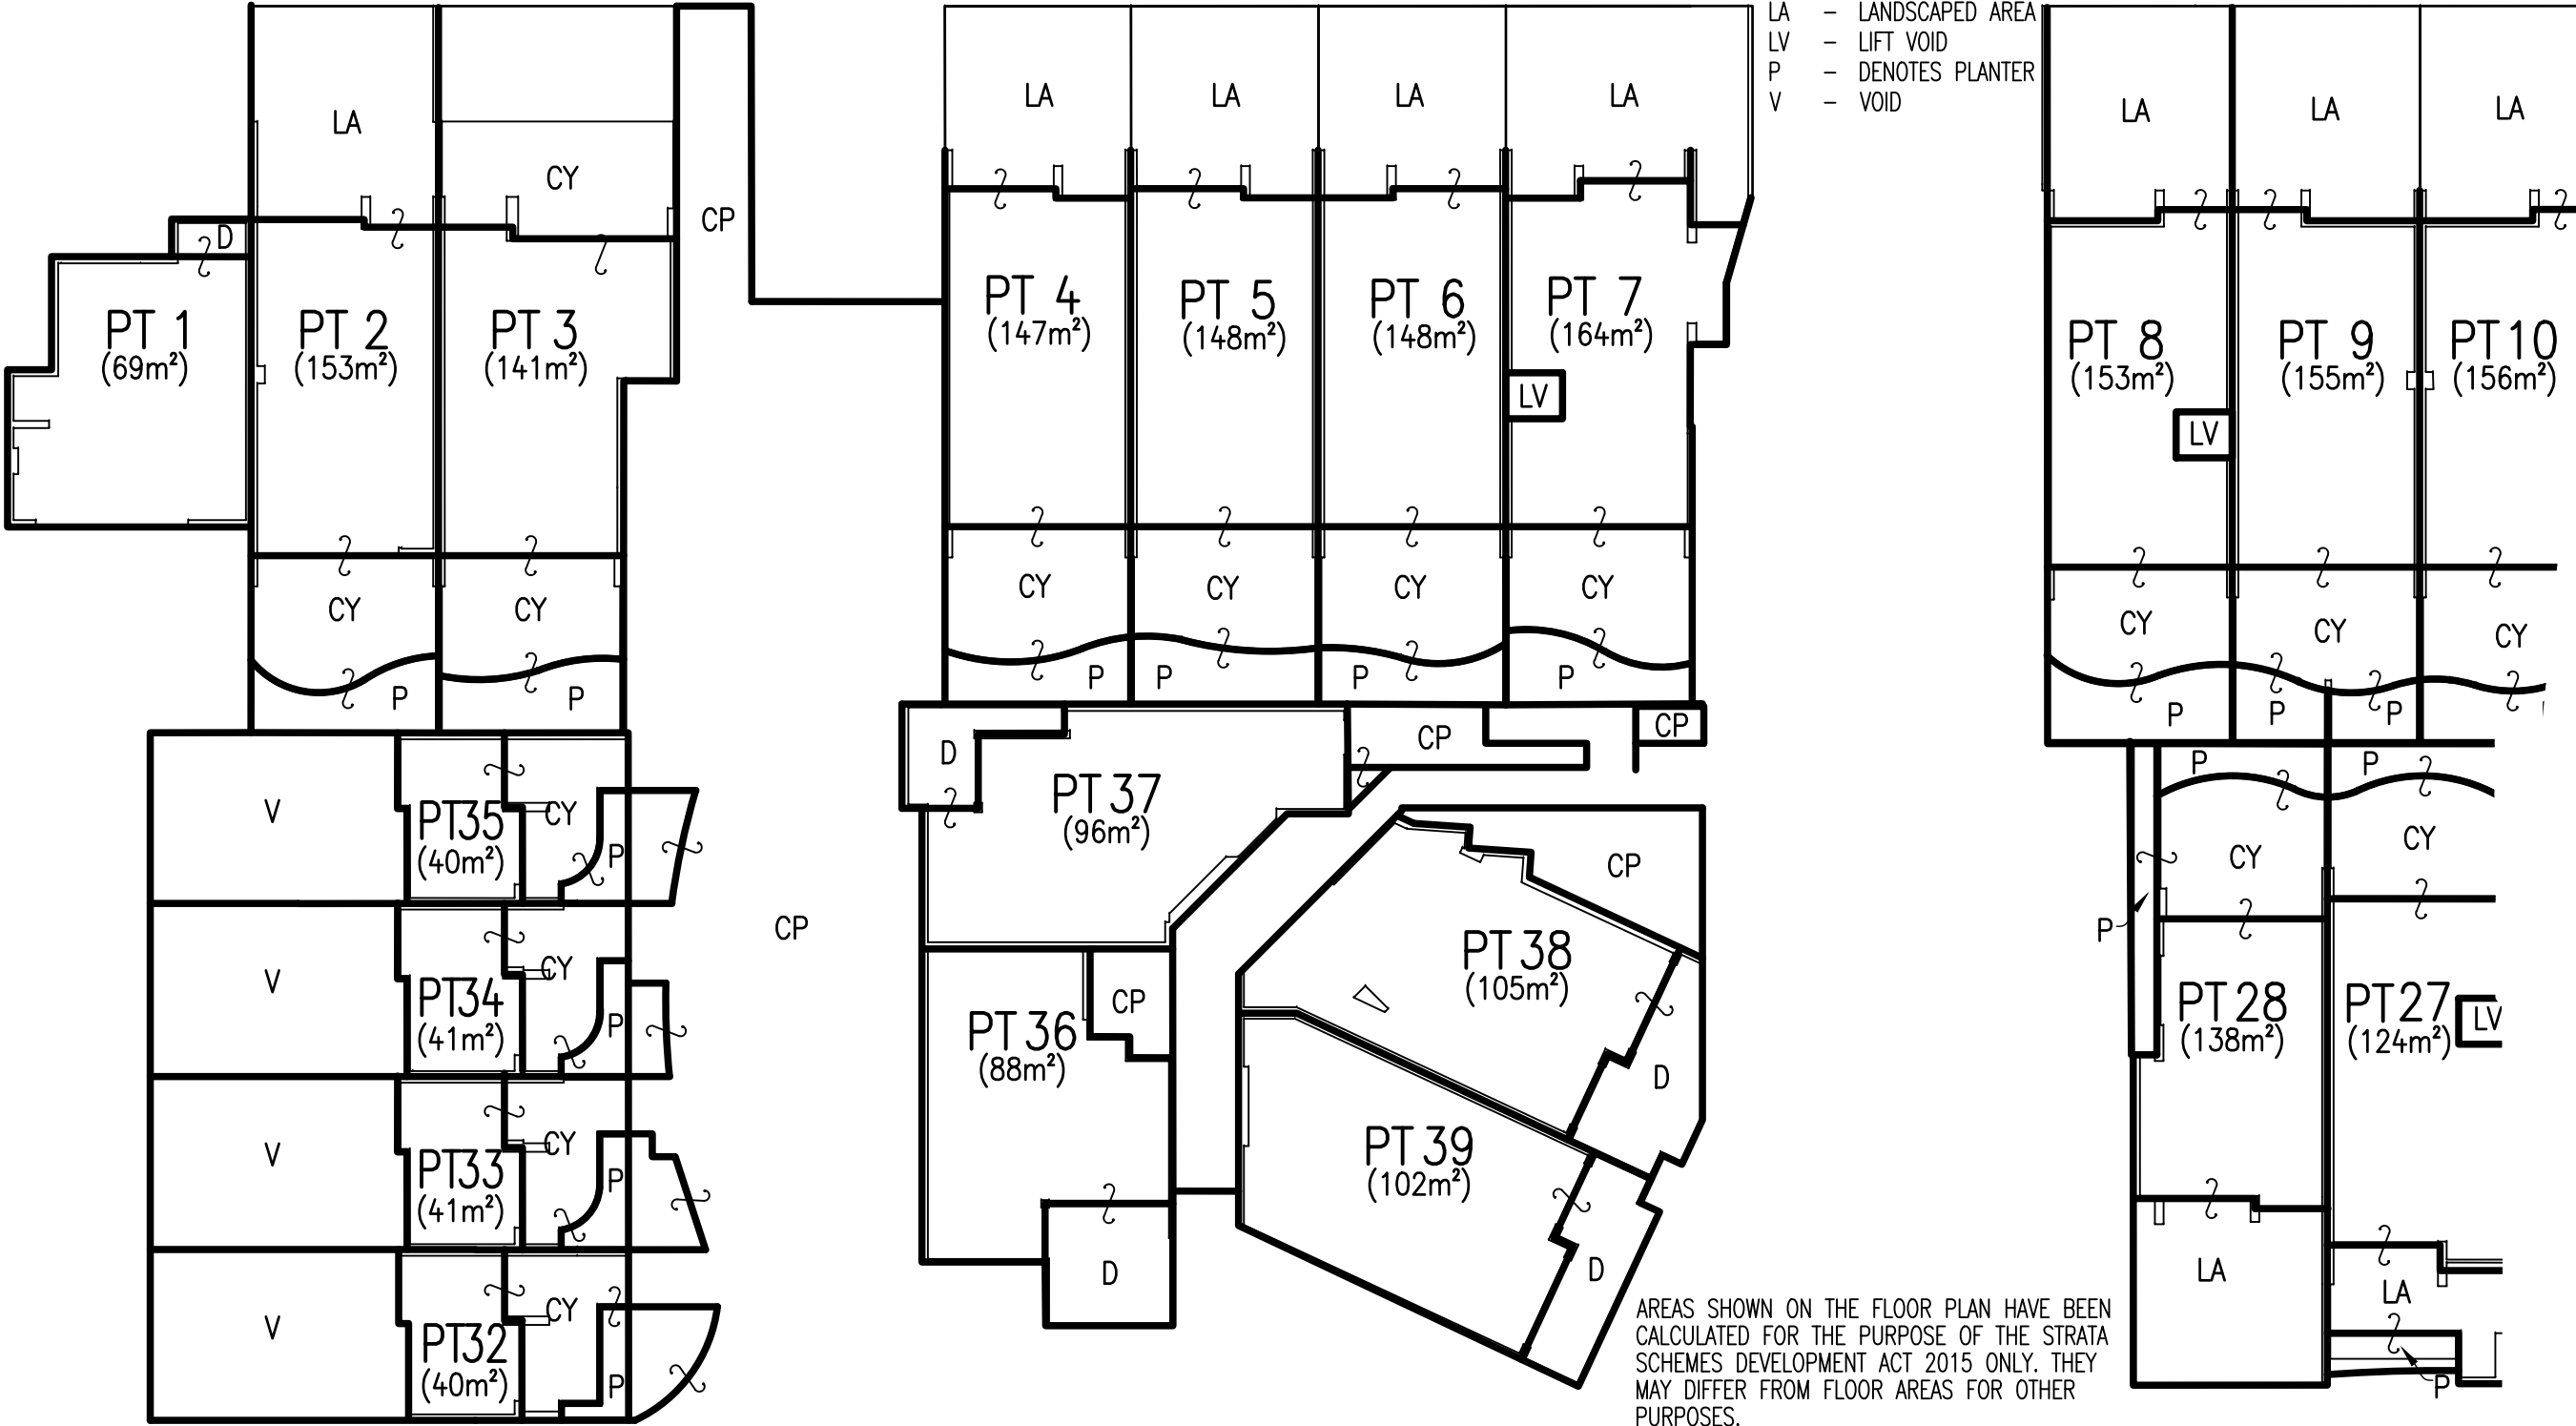 LA - LANDSCAPED AREA
LV - LIFT VOID
P - DENOTES PLANTER
V - VOID
LA
CY
CP
D
PT 1
(69m²)
PT 2
(153m²)
PT 3
(141m²)
CY
CY
P
P
LA
LA
LA
LA
PT 4
(147m²)
PT 5
(148m²)
PT 6
(148m²)
PT 7
(164m²)
LV
CY
CY
CY
CY
P
P
P
P
LA
LA
LA
PT 8
(153m²)
PT 9
(155m²)
PT 10
(156m²)
LV
CY
CY
CY
P
P
P
V
PT35
(40m²)
CY
P
V
PT34
(41m²)
CY
P
V
PT33
(41m²)
CY
P
V
PT32
(40m²)
CY
P
CP
D
PT 37
(96m²)
CP
CP
CP
PT 38
(105m²)
D
PT 36
(88m²)
CP
D
PT 39
(102m²)
D
P
P
CY
CY
P
PT 28
(138m²)
PT 27
(124m²)
LV
LA
LA
P
AREAS SHOWN ON THE FLOOR PLAN HAVE BEEN
CALCULATED FOR THE PURPOSE OF THE STRATA
SCHEMES DEVELOPMENT ACT 2015 ONLY. THEY
MAY DIFFER FROM FLOOR AREAS FOR OTHER
PURPOSES.